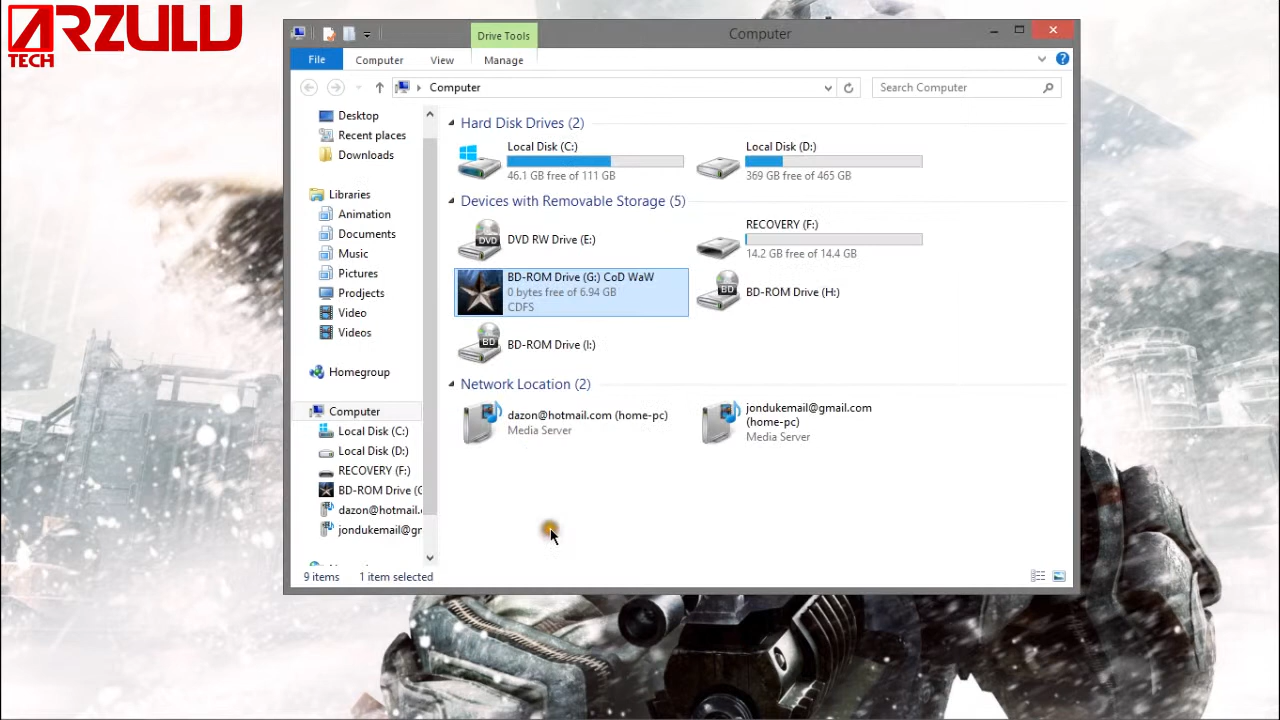 ARZULU
TECH
Drive Tools
Computer
File
Computer
View
Manage
Computer
Search Computer
Desktop
Recent places
Downloads
Libraries
Animation
Documents
Music
Pictures
Prodjects
Video
Videos
Homegroup
Computer
Local Disk (C:)
Local Disk (D:)
RECOVERY (F:)
BD-ROM Drive (G
dazon@hotmail.c
jondukemail@gm
Hard Disk Drives (2)
Local Disk (C:)
46.1 GB free of 111 GB
Local Disk (D:)
369 GB free of 465 GB
Devices with Removable Storage (5)
DVD
DVD RW Drive (E:)
RECOVERY (F:)
14.2 GB free of 14.4 GB
BD-ROM Drive (G:) CoD WaW
0 bytes free of 6.94 GB
CDFS
BD
BD-ROM Drive (H:)
BD
BD-ROM Drive (I:)
Network Location (2)
dazon@hotmail.com (home-pc)
Media Server
jondukemail@gmail.com
(home-pc)
Media Server
9 items
1 item selected